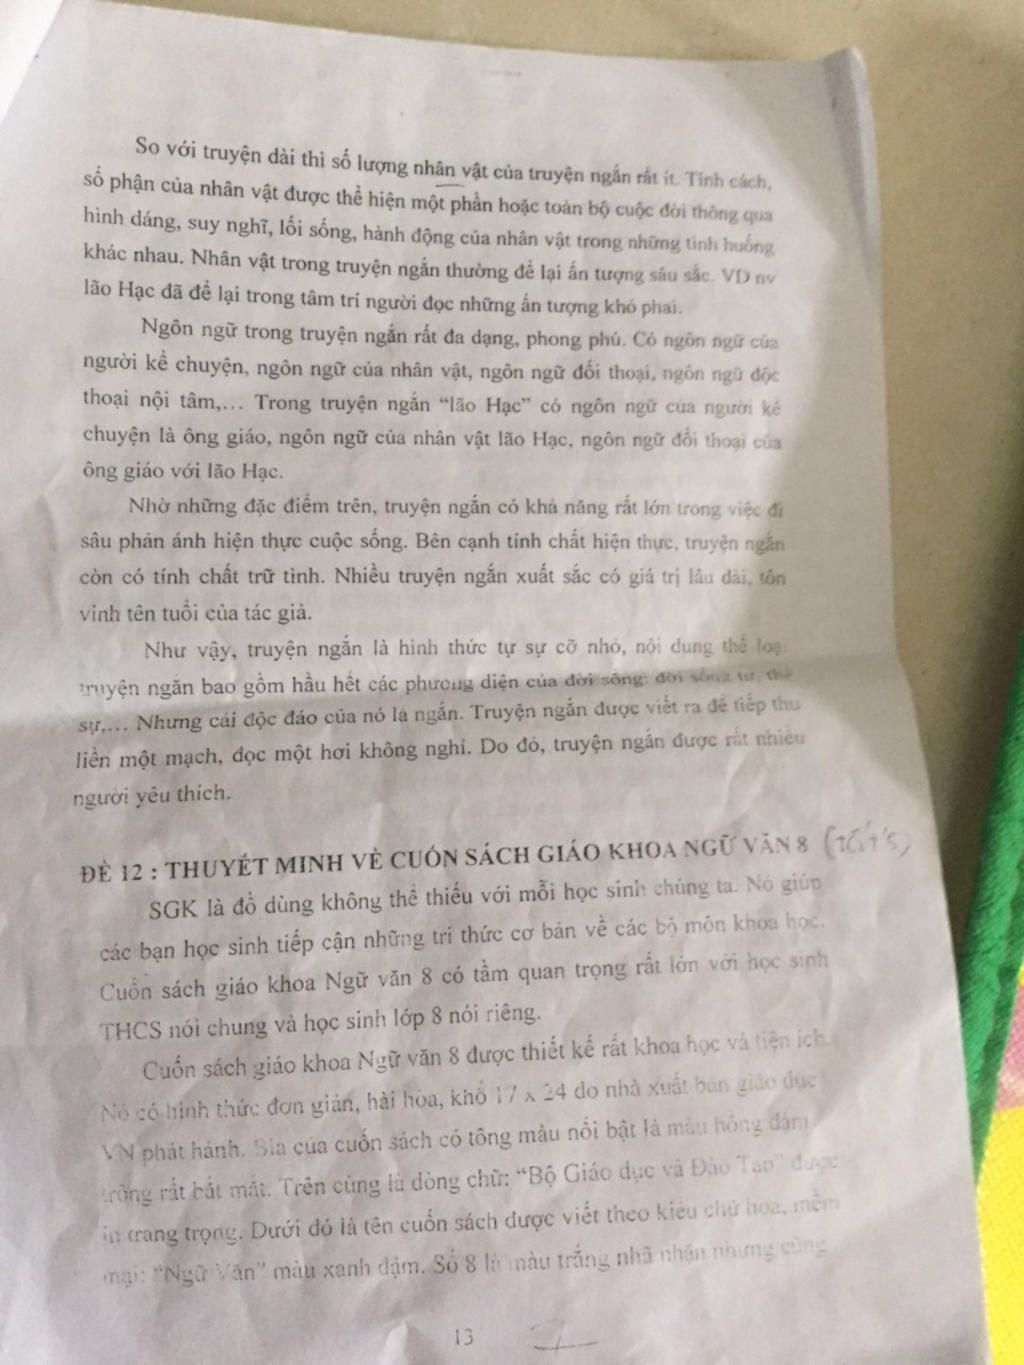 So với truyện dài thì số lượng nhân vật của truyện ngắn rất ít. Tính cách,
số phận của nhân vật được thể hiện một phần hoặc toàn bộ cuộc đời thông qua
hình dáng, suy nghĩ, lối sống, hành động của nhân vật trong những tình huống
khác nhau. Nhân vật trong truyện ngắn thường để lại ấn tượng sâu sắc. VD nv
lão Hạc đã để lại trong tâm trí người đọc những ấn tượng khó phai.
Ngôn ngữ trong truyện ngắn rất đa dạng, phong phú. Có ngôn ngữ của
người kể chuyện, ngôn ngữ của nhân vật, ngôn ngữ đối thoại, ngôn ngữ độc
thoại nội tâm,… Trong truyện ngắn “lão Hạc” có ngôn ngữ của người kể
chuyện là ông giáo, ngôn ngữ của nhân vật lão Hạc, ngôn ngữ đối thoại của
ông giáo với lão Hạc.
Nhờ những đặc điểm trên, truyện ngắn có khả năng rất lớn trong việc đi
sâu phản ánh hiện thực cuộc sống. Bên cạnh tính chất hiện thực, truyện ngắn
còn có tính chất trữ tình. Nhiều truyện ngắn xuất sắc có giá trị lâu dài, tôn
vinh tên tuổi của tác giả.
Như vậy, truyện ngắn là hình thức tự sự cỡ nhỏ, nội dung thể loại
truyện ngắn bao gồm hầu hết các phương diện của đời sống: đời sống tư, thế
sự,… Nhưng cái độc đáo của nó là ngắn. Truyện ngắn được viết ra để tiếp thu
liền một mạch, đọc một hơi không nghỉ. Do đó, truyện ngắn được rất nhiều
người yêu thích.
ĐỀ 12 : THUYẾT MINH VỀ CUỐN SÁCH GIÁO KHOA NGỮ VĂN 8
SGK là đồ dùng không thể thiếu với mỗi học sinh chúng ta. Nó giúp
các bạn học sinh tiếp cận những tri thức cơ bản về các bộ môn khoa học.
Cuốn sách giáo khoa Ngữ văn 8 có tầm quan trọng rất lớn với học sinh
THCS nói chung và học sinh lớp 8 nói riêng.
Cuốn sách giáo khoa Ngữ văn 8 được thiết kế rất khoa học và tiện ích.
Nó có hình thức đơn giản, hài hòa, khổ 17 x 24 do nhà xuất bản giáo dục
VN phát hành. Bìa của cuốn sách có tông màu nổi bật là màu hồng đậm
trông rất bắt mắt. Trên cùng là dòng chữ: “Bộ Giáo dục và Đào Tạo” được
in trang trọng. Dưới đó là tên cuốn sách được viết theo kiểu chữ hoa, mềm
mại: “Ngữ Văn” màu xanh đậm. Số 8 là màu trắng nhã nhặn nhưng cũng
13